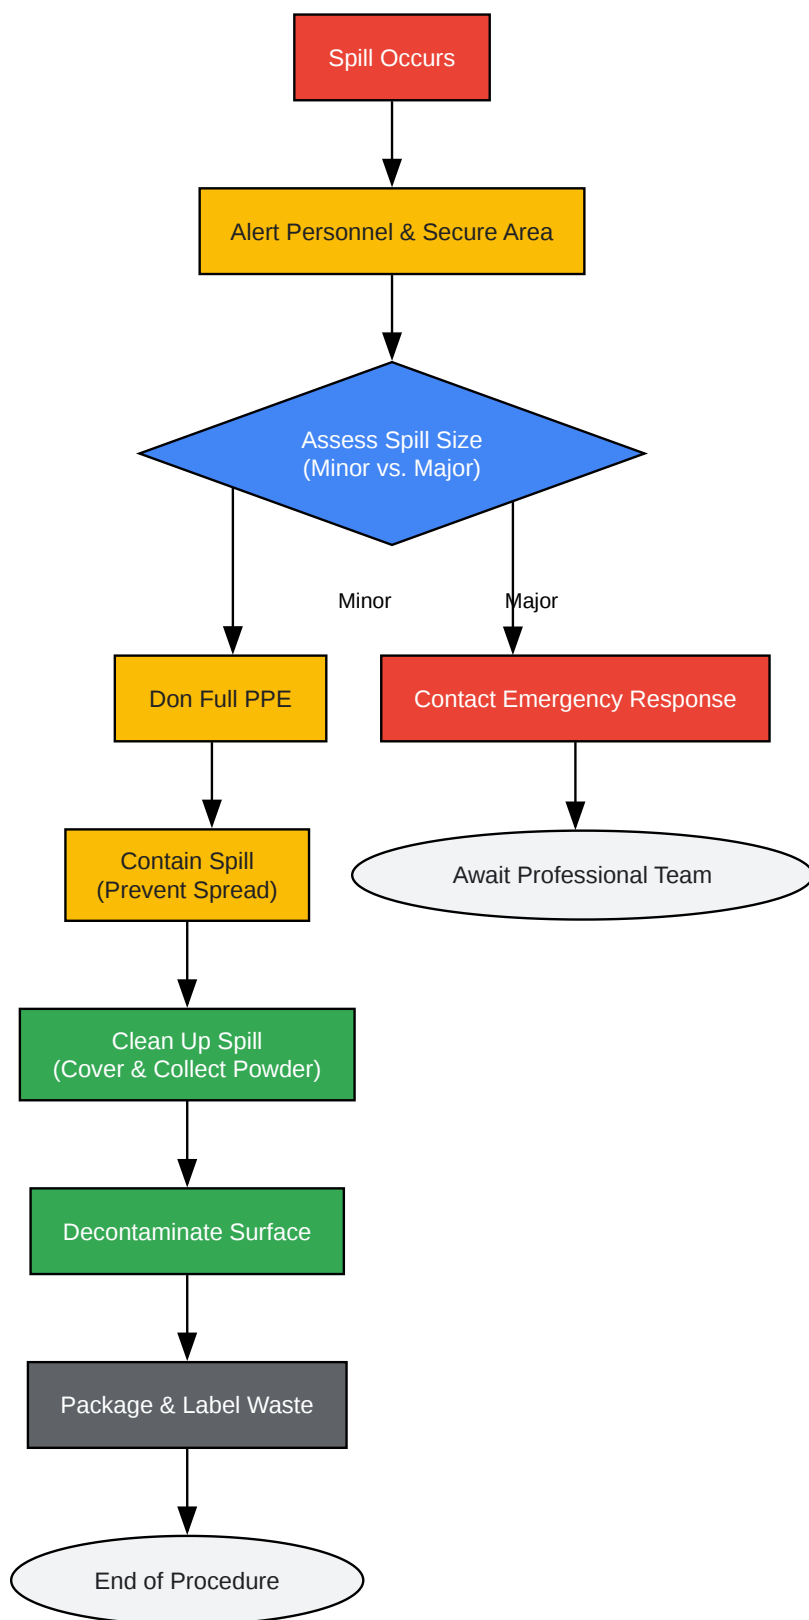 Spill Occurs
Alert Personnel & Secure Area
Assess Spill Size
(Minor vs. Major)
Minor
Major
Don Full PPE
Contact Emergency Response
Contain Spill
(Prevent Spread)
Await Professional Team
Clean Up Spill
(Cover & Collect Powder)
Decontaminate Surface
Package & Label Waste
End of Procedure